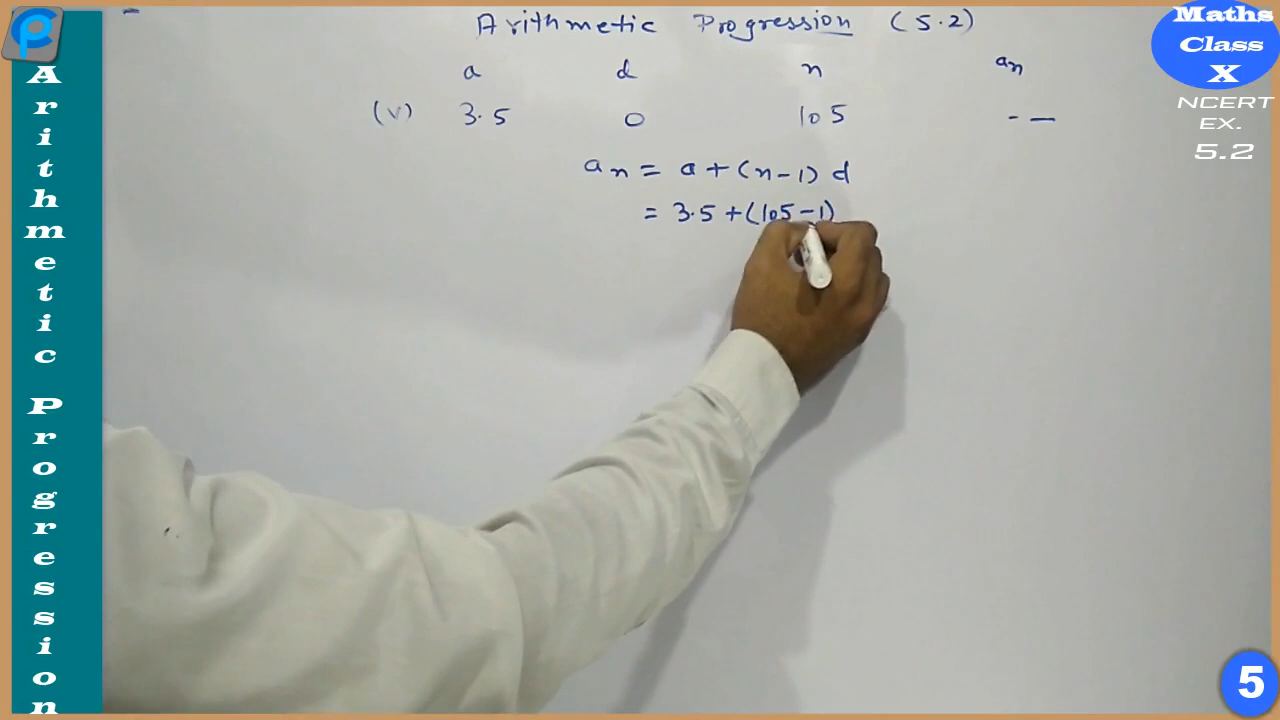 Arithmetic Progression (5.2)
a d n an
(v) 3.5 0 105 - —
an = a + (n - 1) d
= 3.5 + (105 - 1)
Arithmetic Progression
Maths
Class
X
NCERT
EX.
5.2
5